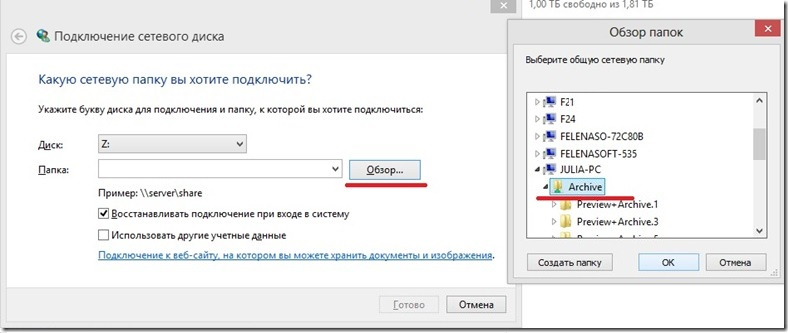 1,00 ТБ свободно из 1,81 ТБ
Подключение сетевого диска
Какую сетевую папку вы хотите подключить?
Укажите букву диска для подключения и папку, к которой вы хотите подключиться:
Диск: Z:
Папка: Обзор...
Пример: \\server\share
Восстанавливать подключение при входе в систему
Использовать другие учетные данные
Подключение к веб-сайту, на котором вы можете хранить документы и изображения.
Готово Отмена
Обзор папок
Выберите общую сетевую папку
F21
F24
FELENASO-72C80B
FELENASOFT-535
JULIA-PC
Archive
Preview+Archive.1
Preview+Archive.3
Создать папку ОК Отмена